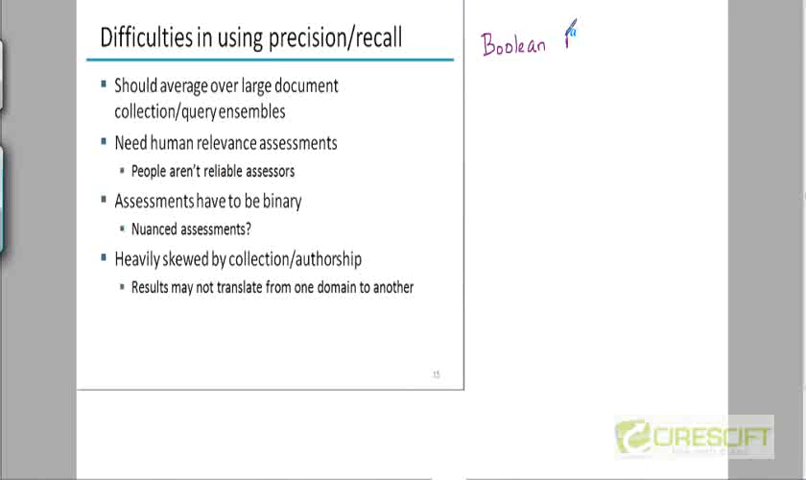 Difficulties in using precision/recall
Boolean
▪ Should average over large document
collection/query ensembles
▪ Need human relevance assessments
▪ People aren't reliable assessors
▪ Assessments have to be binary
▪ Nuanced assessments?
▪ Heavily skewed by collection/authorship
▪ Results may not translate from one domain to another